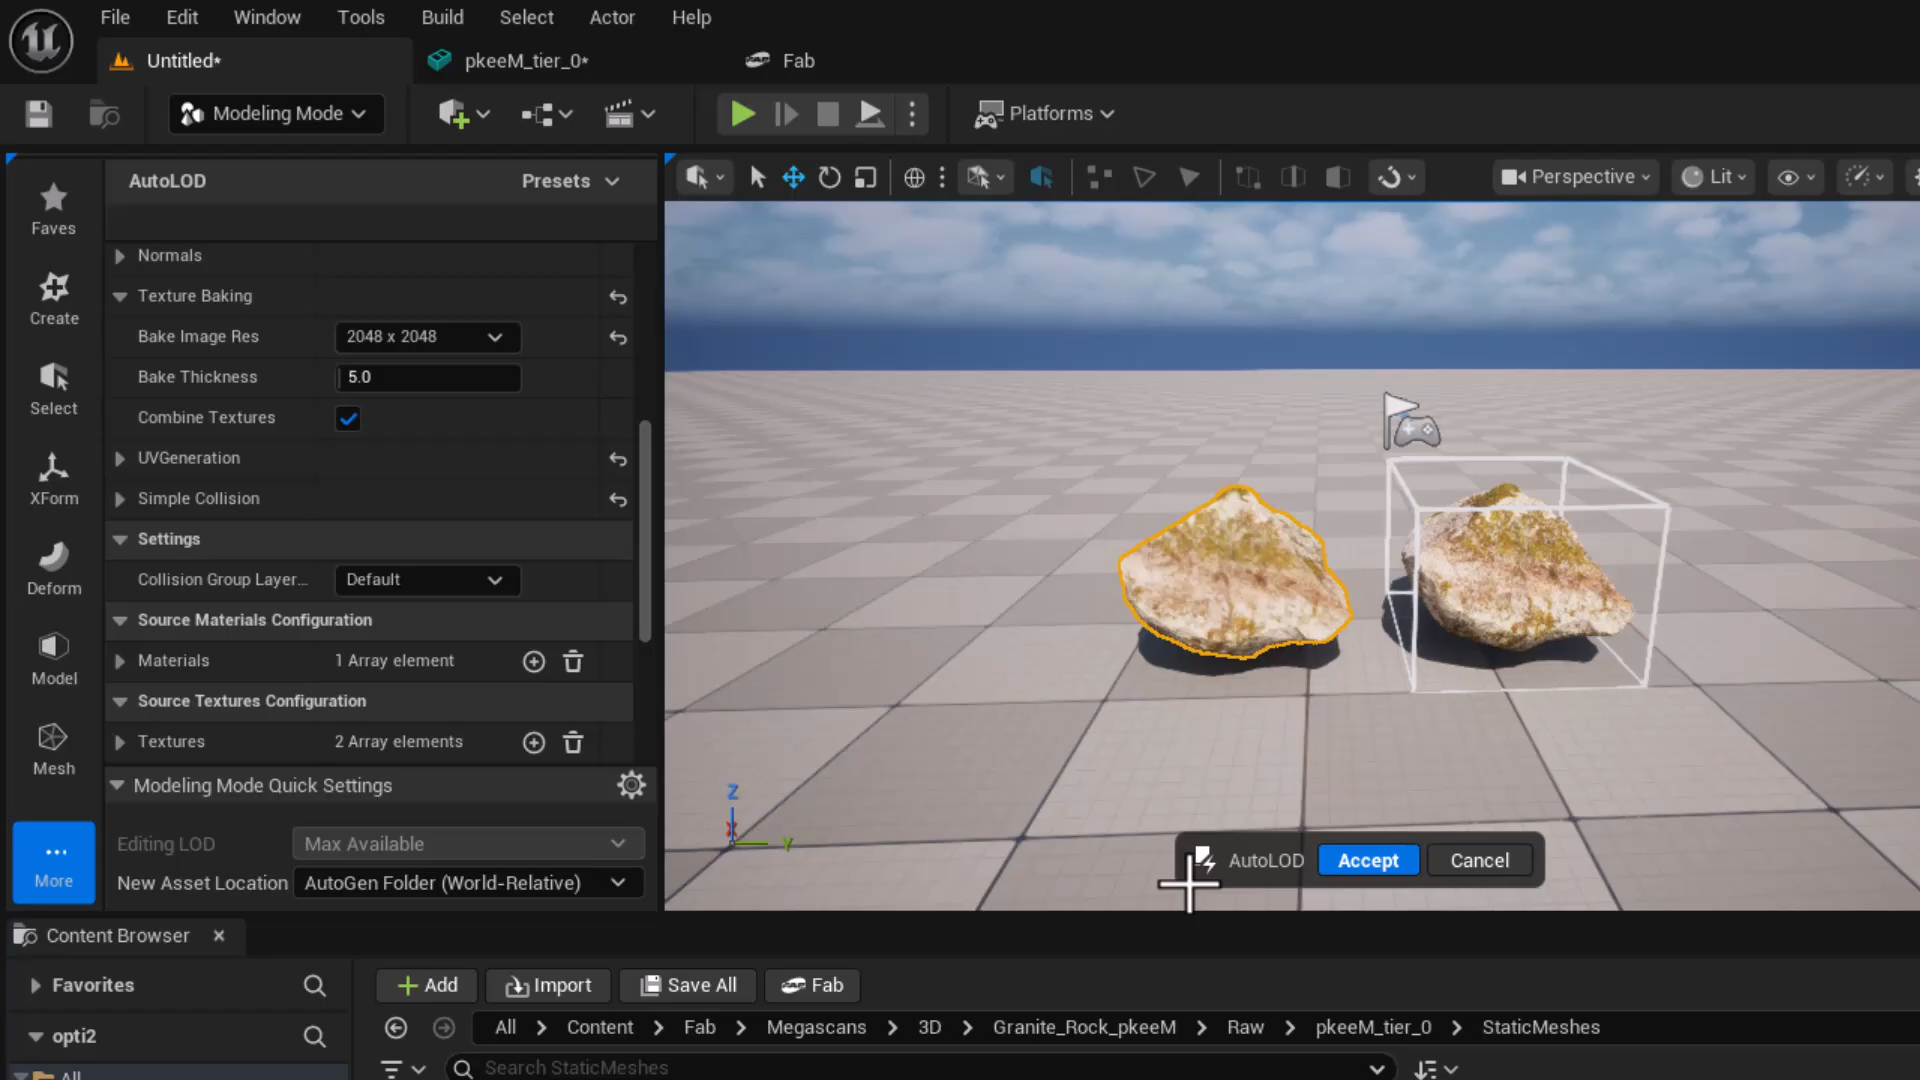 File Edit Window Tools Build Select Actor Help
Untitled* pkeeM_tier_0* Fab
Modeling Mode Platforms
AutoLOD Presets
Perspective Lit
Faves
Create
Select
XForm
Deform
Model
Mesh
More
Normals
Texture Baking
Bake Image Res 2048 x 2048
Bake Thickness 5.0
Combine Textures
UVGeneration
Simple Collision
Settings
Collision Group Layer... Default
Source Materials Configuration
Materials 1 Array element
Source Textures Configuration
Textures 2 Array elements
Modeling Mode Quick Settings
Editing LOD Max Available
New Asset Location AutoGen Folder (World-Relative)
Z
X
Y
AutoLOD Accept Cancel
Content Browser
Favorites
opti2
All
Add Import Save All Fab
All > Content > Fab > Megascans > 3D > Granite_Rock_pkeeM > Raw > pkeeM_tier_0 > StaticMeshes
Search StaticMeshes